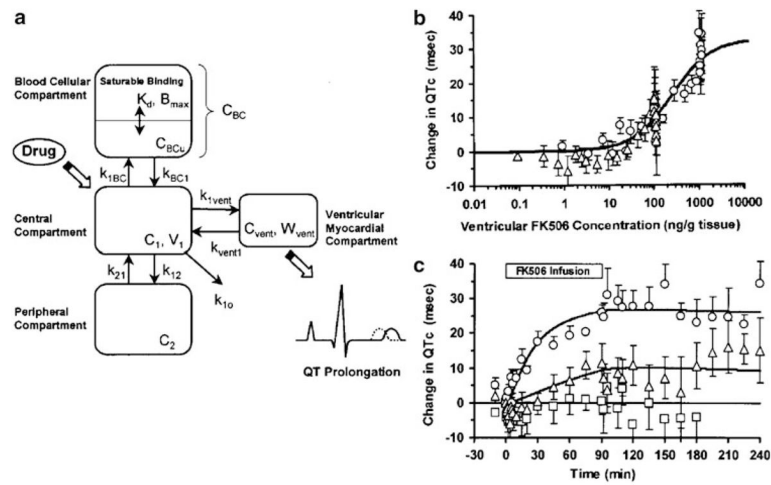 a
Blood Cellular
Compartment
Saturable Binding
Kd, Bmax
CBCu
CBC
Drug
k1BC
kBC1
k1vent
Central
Compartment
C1, V1
Cvent, Wvent
Ventricular
Myocardial
Compartment
kvent1
k21
k12
k1o
Peripheral
Compartment
C2
QT Prolongation
b
Change in QTc (msec)
40
30
20
10
0
-10
0.01
0.1
1
10
100
1000
10000
Ventricular FK506 Concentration (ng/g tissue)
c
FK506 Infusion
Change in QTc (msec)
40
30
20
10
0
-10
-30
0
30
60
90
120
150
180
210
240
Time (min)